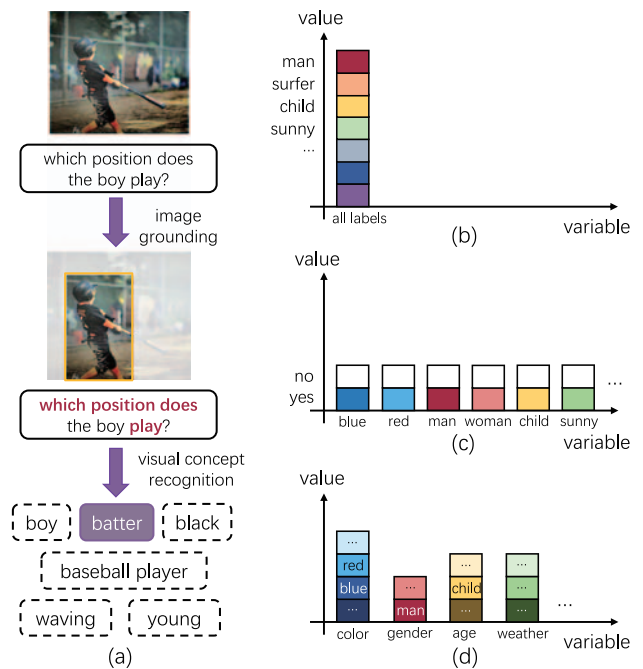 which position does
the boy play?
image
grounding
which position does
the boy play?
visual concept
recognition
boy
batter
black
baseball player
waving
young
(a)
value
man
surfer
child
sunny
...
all labels
variable
(b)
value
no
yes
...
blue
red
man
woman
child
sunny
variable
(c)
value
...
red
blue
...
...
man
...
child
...
...
...
...
...
color
gender
age
weather
variable
(d)